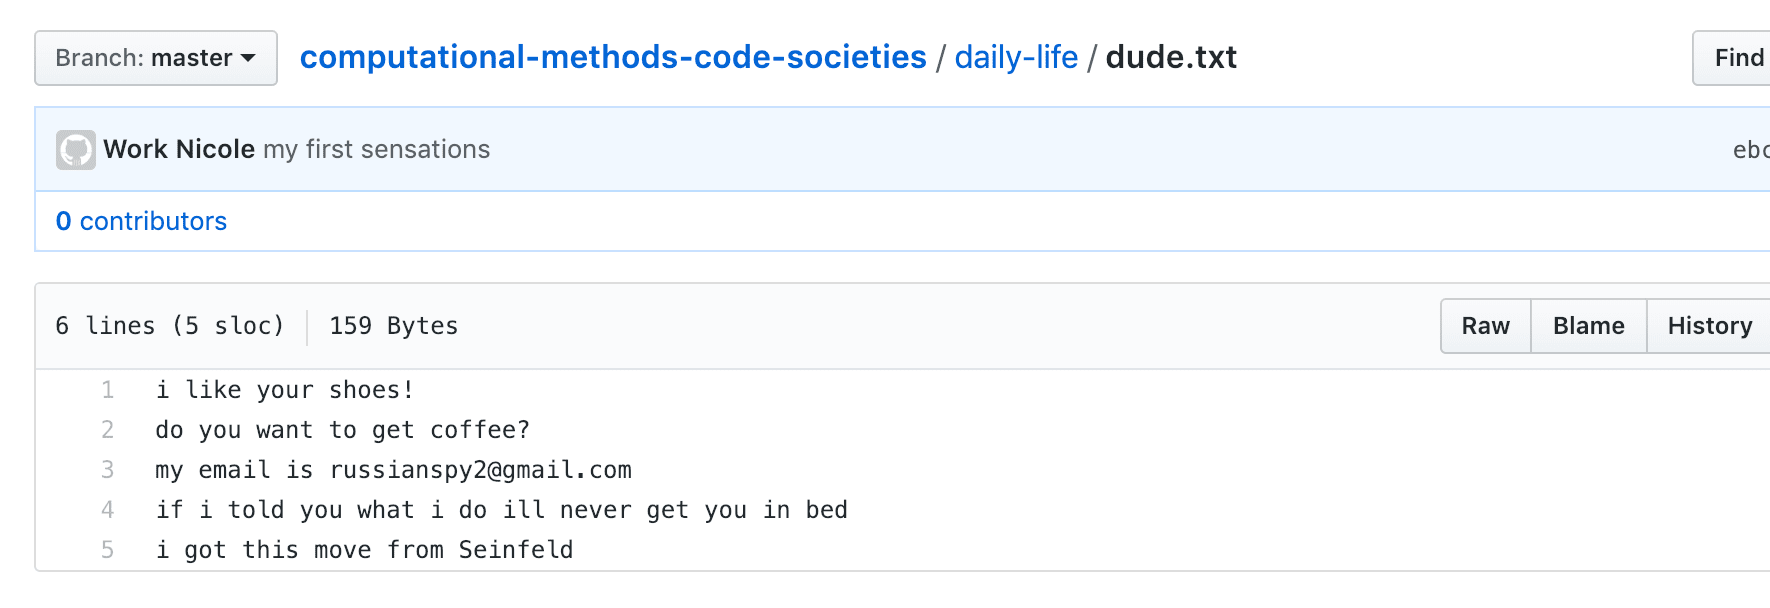 Branch: master computational-methods-code-societies / daily-life / dude.txt Find
Work Nicole my first sensations
0 contributors
6 lines (5 sloc) 159 Bytes Raw Blame History
1 i like your shoes!
2 do you want to get coffee?
3 my email is russianspy2@gmail.com
4 if i told you what i do ill never get you in bed
5 i got this move from Seinfeld